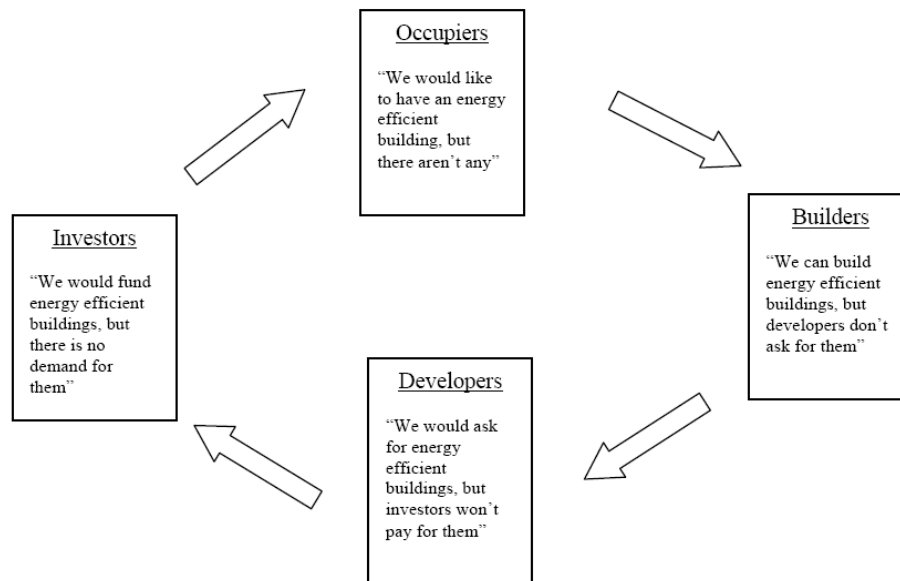 Occupiers
“We would like
to have an energy
efficient
building, but
there aren’t any”
Builders
“We can build
energy efficient
buildings, but
developers don’t
ask for them”
Developers
“We would ask
for energy
efficient
buildings, but
investors won’t
pay for them”
Investors
“We would fund
energy efficient
buildings, but
there is no
demand for
them”